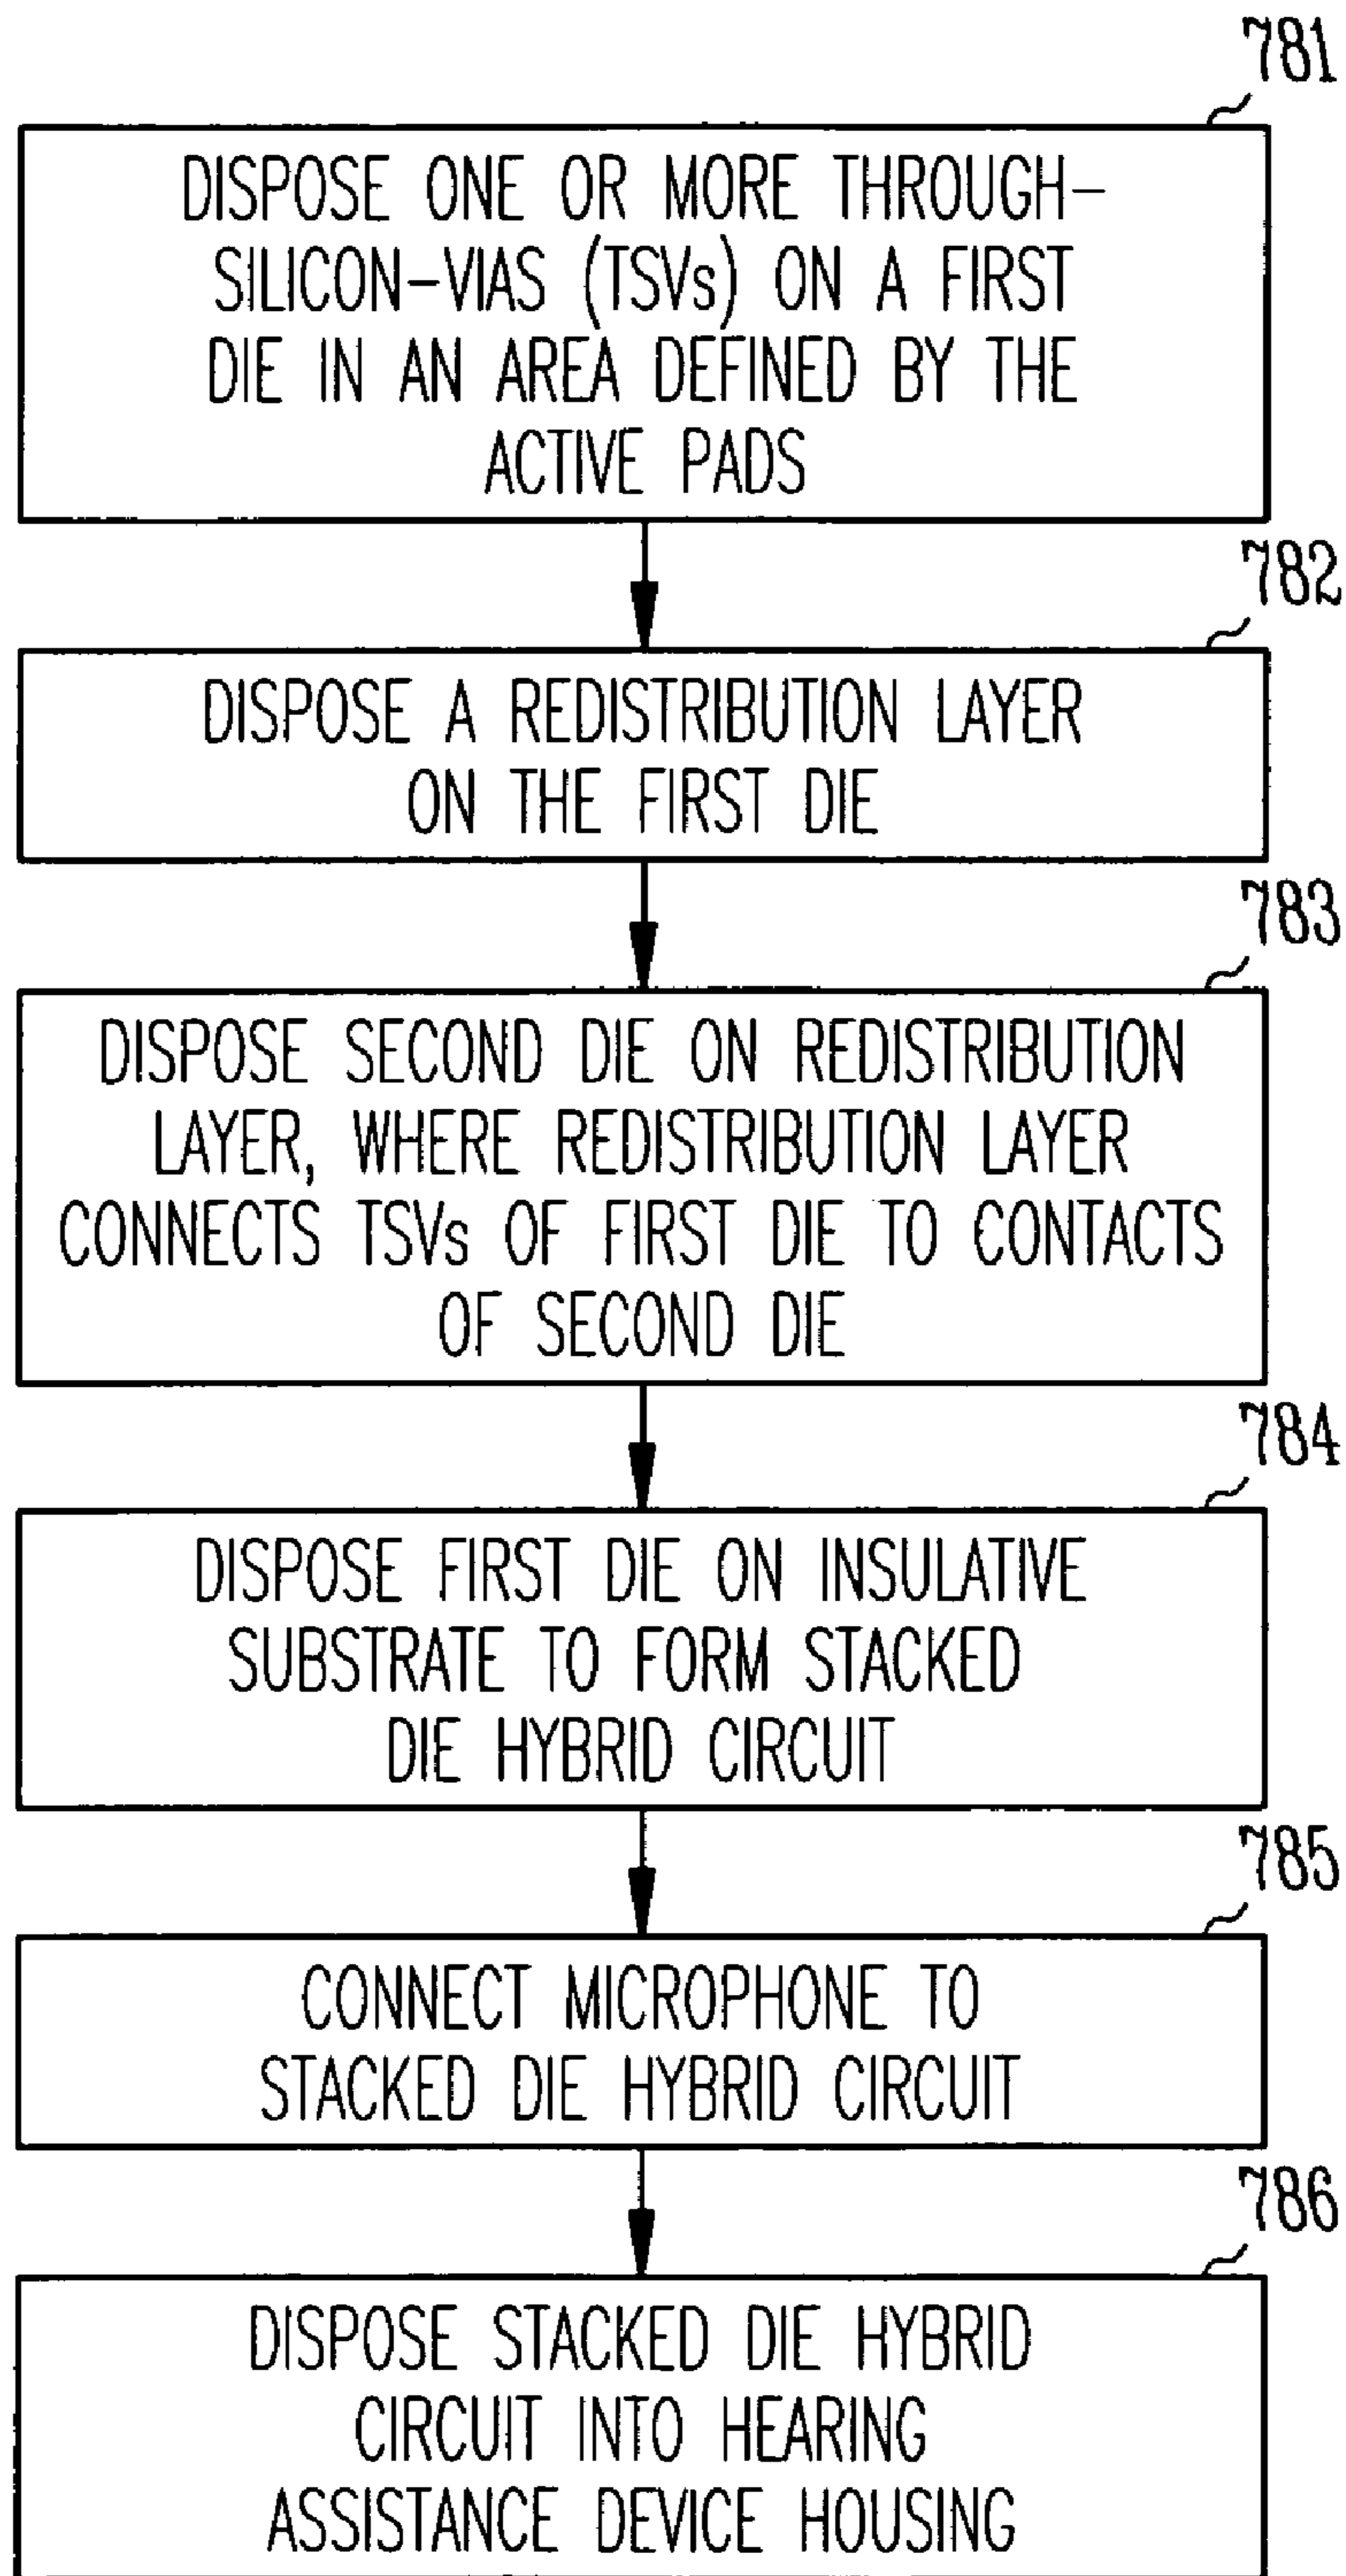 781
DISPOSE ONE OR MORE THROUGH-
SILICON-VIAS (TSVs) ON A FIRST
DIE IN AN AREA DEFINED BY THE
ACTIVE PADS
782
DISPOSE A REDISTRIBUTION LAYER
ON THE FIRST DIE
783
DISPOSE SECOND DIE ON REDISTRIBUTION
LAYER, WHERE REDISTRIBUTION LAYER
CONNECTS TSVs OF FIRST DIE TO CONTACTS
OF SECOND DIE
784
DISPOSE FIRST DIE ON INSULATIVE
SUBSTRATE TO FORM STACKED
DIE HYBRID CIRCUIT
785
CONNECT MICROPHONE TO
STACKED DIE HYBRID CIRCUIT
786
DISPOSE STACKED DIE HYBRID
CIRCUIT INTO HEARING
ASSISTANCE DEVICE HOUSING